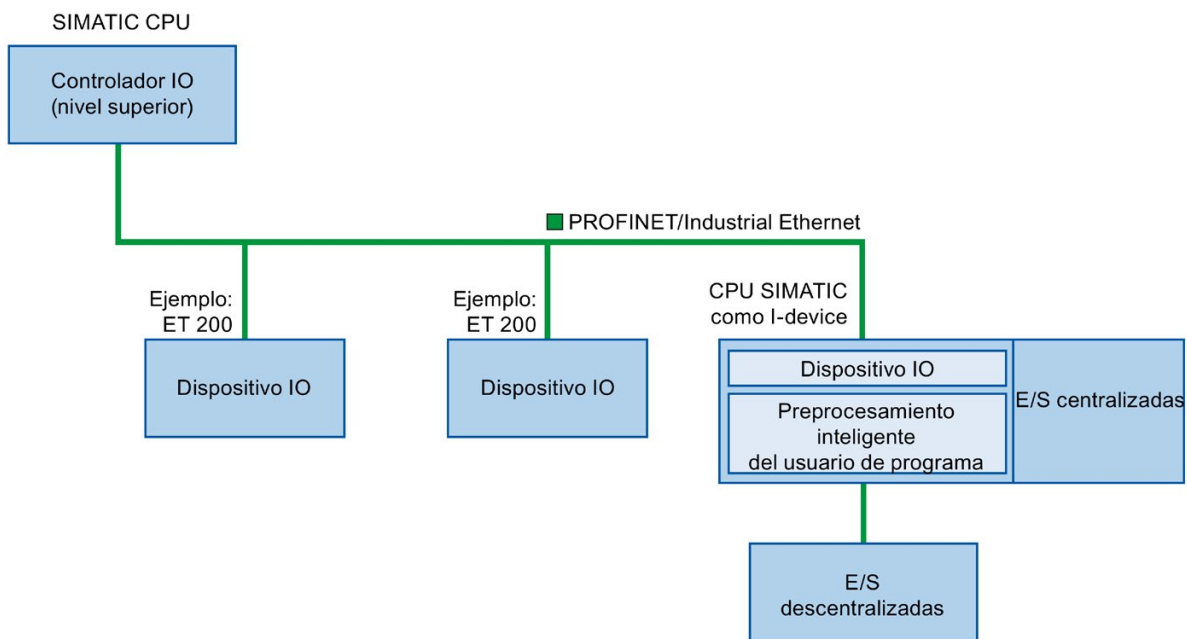 SIMATIC CPU
Controlador IO
(nivel superior)
PROFINET/Industrial Ethernet
Ejemplo:
ET 200
Dispositivo IO
Ejemplo:
ET 200
Dispositivo IO
CPU SIMATIC
como I-device
Dispositivo IO
Preprocesamiento
inteligente
del usuario de programa
E/S centralizadas
E/S
descentralizadas